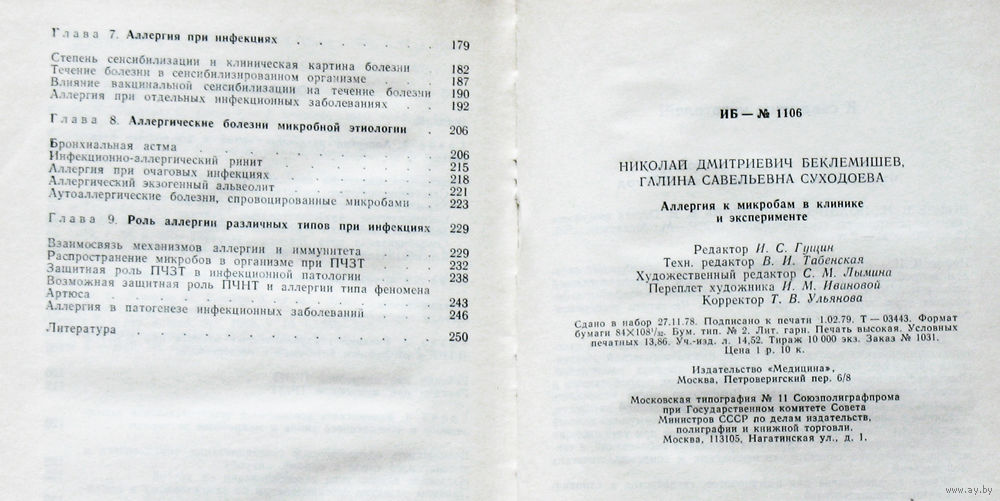 Глава 7. Аллергия при инфекциях . . . . . . . 179
Степень сенсибилизации и клиническая картина болезни . 182
Течение болезни в сенсибилизированном организме . . . 187
Влияние вакцинальной сенсибилизации на течение болезни 190
Аллергия при отдельных инфекционных заболеваниях . . 192
Глава 8. Аллергические болезни микробной этиологии . 206
Бронхиальная астма . . . . . . . . . . . 206
Инфекционно-аллергический ринит . . . . . . . 215
Аллергия при очаговых инфекциях . . . . . . . 218
Аллергический экзогенный альвеолит . . . . . . 221
Аутоаллергические болезни, спровоцированные микробами . 223
Глава 9. Роль аллергии различных типов при инфекциях 229
Взаимосвязь механизмов аллергии и иммунитета . . . 229
Распространение микробов в организме при ПЧЗТ . . . 232
Защитная роль ПЧЗТ в инфекционной патологии . . . 238
Возможная защитная роль ПЧНТ и аллергии типа феномена
Артюса . . . . . . . . . . . . . . 243
Аллергия в патогенезе инфекционных заболеваний . . . 246
Литература . . . . . . . . . . . . . 250
ИБ — № 1106
НИКОЛАЙ ДМИТРИЕВИЧ БЕКЛЕМИШЕВ,
ГАЛИНА САВЕЛЬЕВНА СУХОДОЕВА
Аллергия к микробам в клинике
и эксперименте
Редактор И. С. Гущин
Техн. редактор В. И. Табенская
Художественный редактор С. М. Лымина
Переплет художника И. М. Ивановой
Корректор Т. В. Ульянова
Сдано в набор 27.11.78. Подписано к печати 1.02.79. Т — 03443. Формат
бумаги 84×108¹/₃₂. Бум. тип. № 2. Лит. гарн. Печать высокая. Условных
печатных 13,86. Уч.-изд. л. 14,52. Тираж 10 000 экз. Заказ № 1031.
Цена 1 р. 10 к.
Издательство «Медицина»,
Москва, Петроверигский пер. 6/8
Московская типография № 11 Союзполиграфпрома
при Государственном комитете Совета
Министров СССР по делам издательств,
полиграфии и книжной торговли.
Москва, 113105, Нагатинская ул., д. 1.
www.ay.by